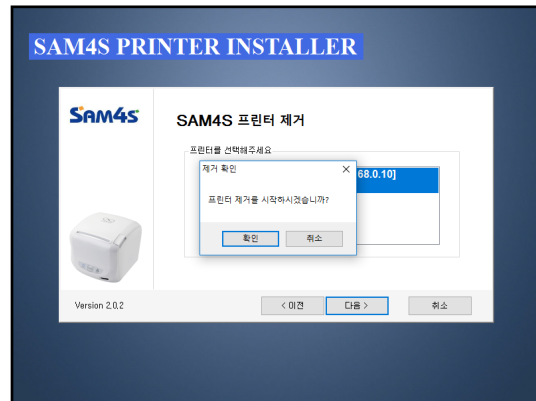 SAM4S PRINTER INSTALLER
Sam4s
SAM4S 프린터 제거
프린터를 선택해주세요
제거 확인
68.0.10]
프린터 제거를 시작하시겠습니까?
확인 취소
Version 2.0.2
< 이전 다음 > 취소